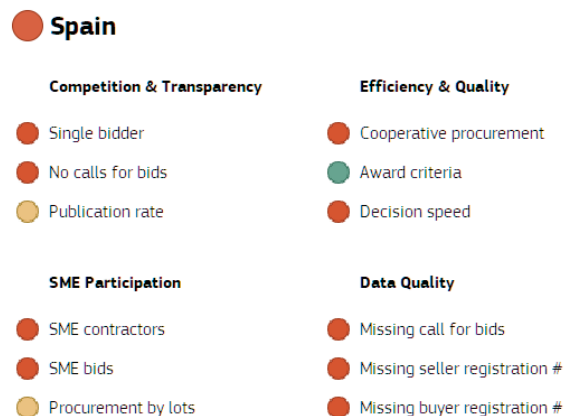 Spain
Competition & Transparency
Single bidder
No calls for bids
Publication rate
Efficiency & Quality
Cooperative procurement
Award criteria
Decision speed
SME Participation
SME contractors
SME bids
Procurement by lots
Data Quality
Missing call for bids
Missing seller registration #
Missing buyer registration #